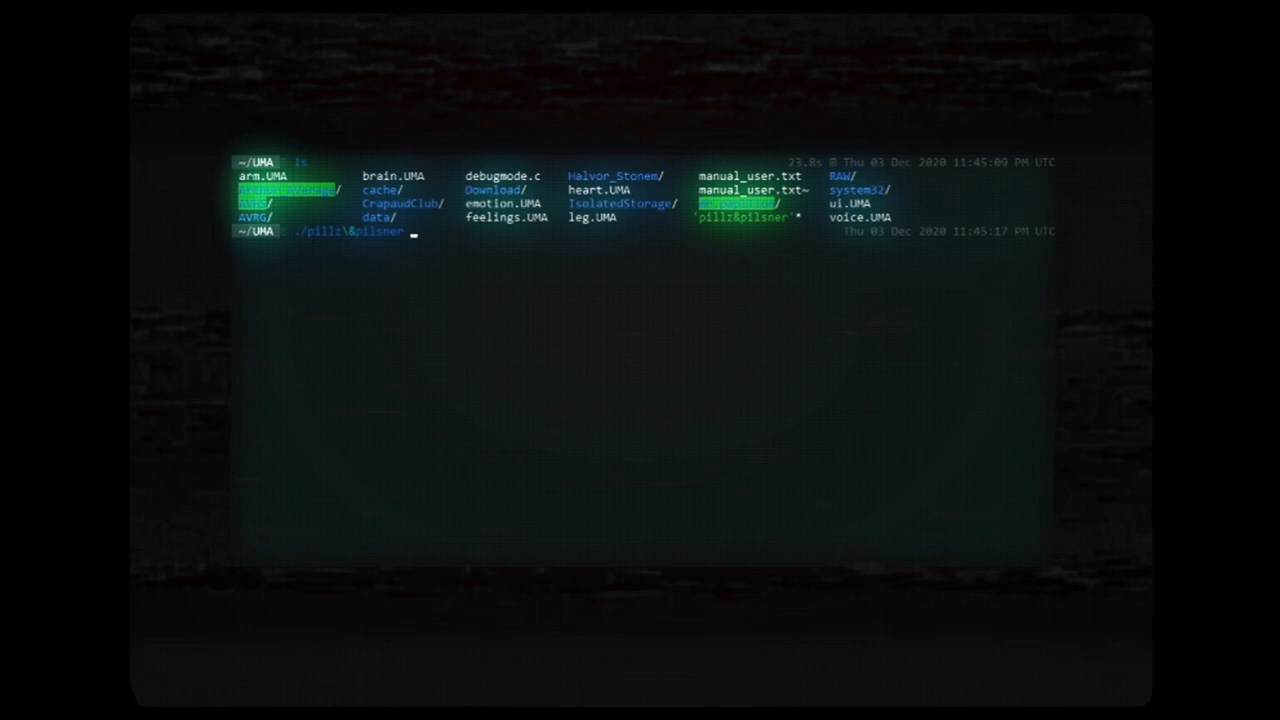 ~/UMA ls 23.8s Thu 03 Dec 2020 11:45:09 PM UTC
arm.UMA brain.UMA debugmode.c Halvor_Stonem/ manual_user.txt RAW/
cache/ Download/ heart.UMA manual_user.txt~ system32/
CrapaudClub/ emotion.UMA IsolatedStorage/ ui.UMA
AVRG/ data/ feelings.UMA leg.UMA 'pillz&pilsner'* voice.UMA
~/UMA ./pillz\&pilsner Thu 03 Dec 2020 11:45:17 PM UTC